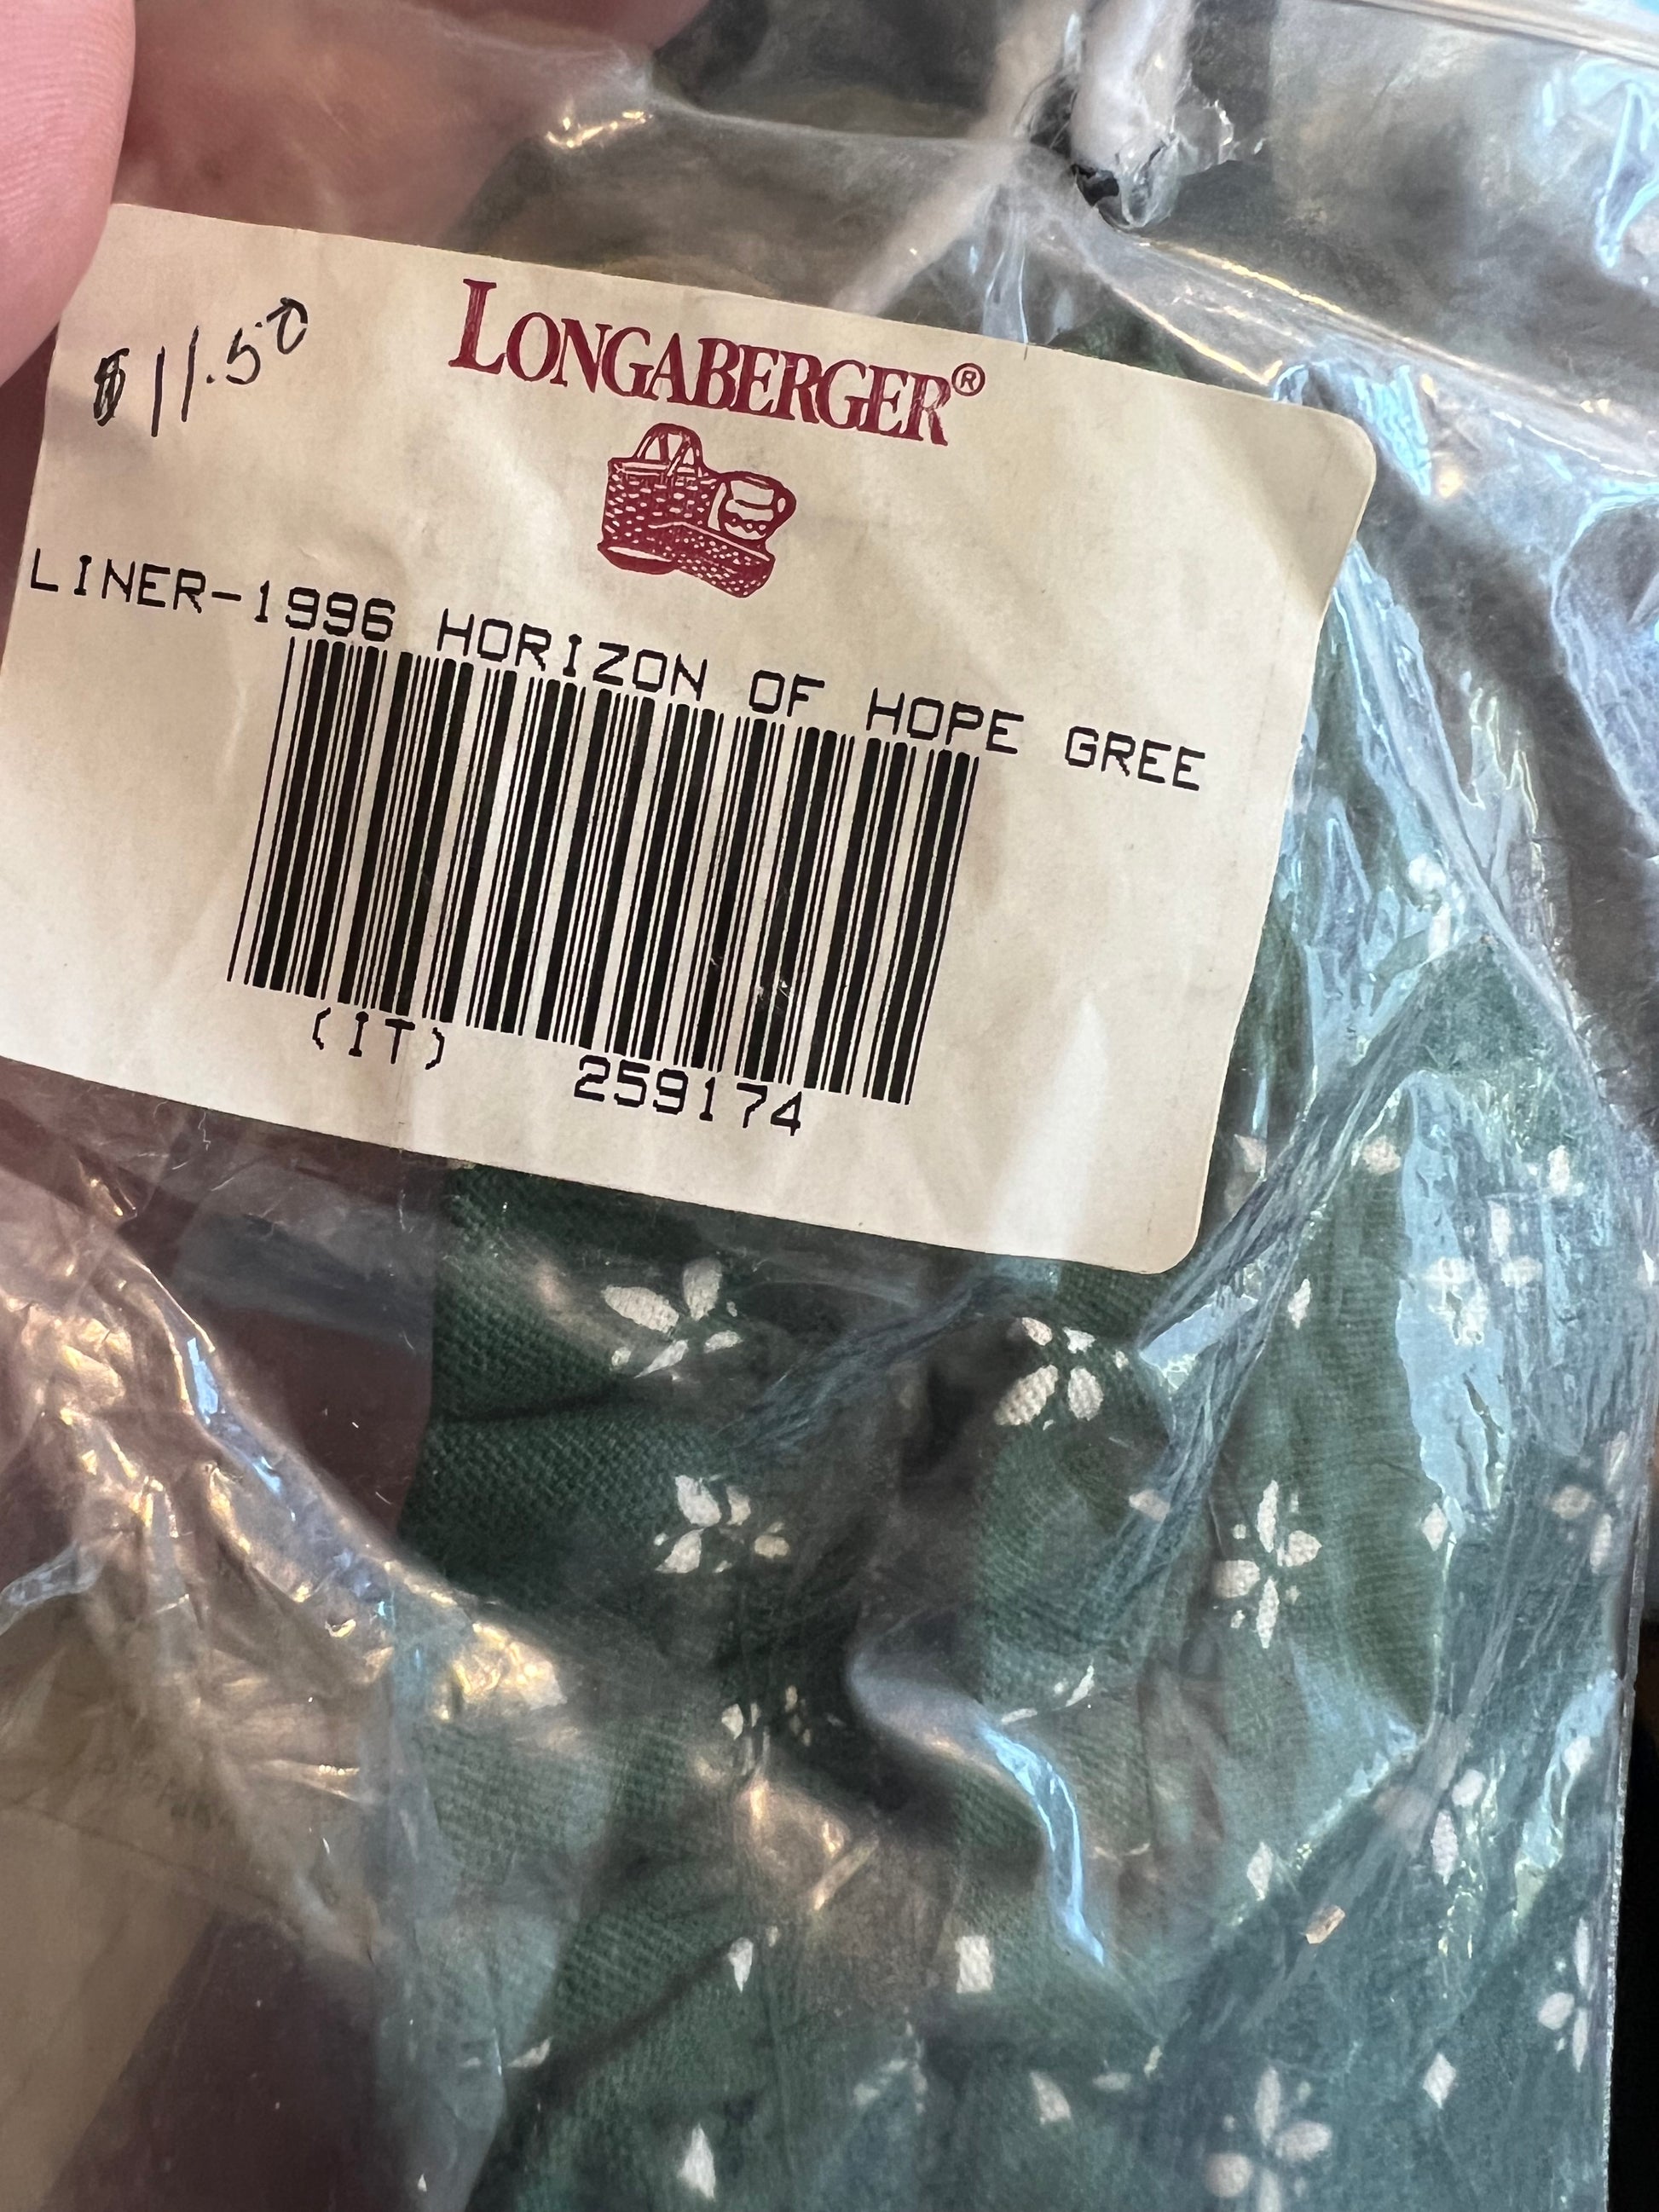 $11.50
LONGABERGER®
LINER-1996 HORIZON OF HOPE GREE
(IT) 259174